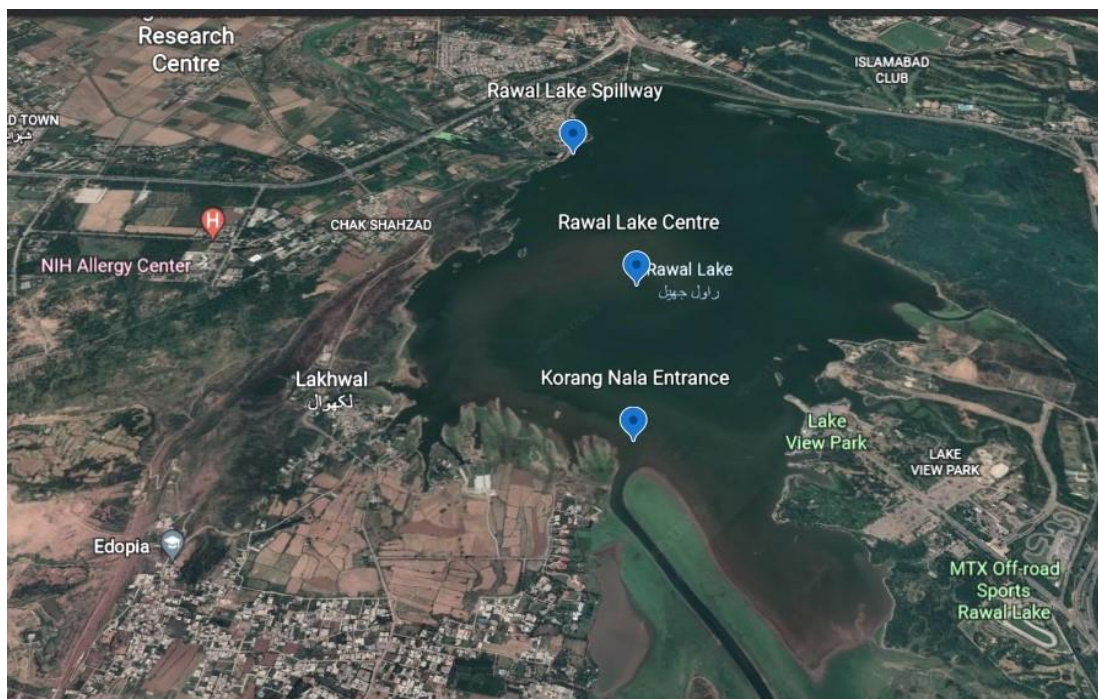 Research
Centre
ISLAMABAD
CLUB
Rawal Lake Spillway
D TOWN
H
CHAK SHAHZAD
NIH Allergy Center
Rawal Lake Centre
Rawal Lake
راول جھیل
Lakhwal
لکھوال
Korang Nala Entrance
Lake
View Park
LAKE
VIEW PARK
Edopia
MTX Off-road
Sports
Rawal Lake